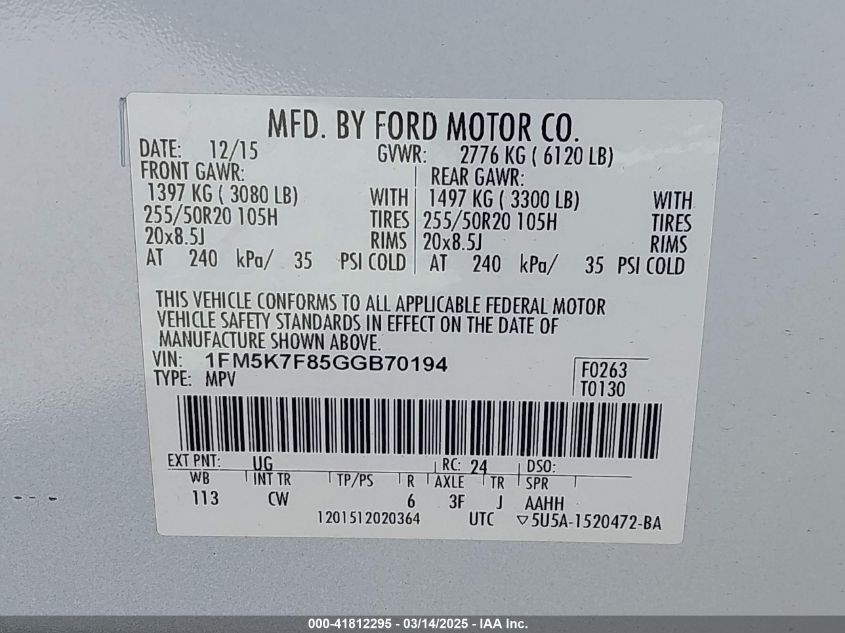 MFD. BY FORD MOTOR CO.
DATE: 12/15 GVWR: 2776 KG ( 6120 LB)
FRONT GAWR: REAR GAWR:
1397 KG ( 3080 LB) WITH 1497 KG ( 3300 LB) WITH
255/50R20 105H TIRES 255/50R20 105H TIRES
20x8.5J RIMS 20x8.5J RIMS
AT 240 kPa/ 35 PSI COLD AT 240 kPa/ 35 PSI COLD
THIS VEHICLE CONFORMS TO ALL APPLICABLE FEDERAL MOTOR
VEHICLE SAFETY STANDARDS IN EFFECT ON THE DATE OF
MANUFACTURE SHOWN ABOVE.
VIN: 1FM5K7F85GGB70194
TYPE: MPV
F0263
T0130
EXT PNT: UG RC: 24 DSO:
WB INT TR TP/PS R AXLE TR SPR
113 CW 6 3F J AAHH
1201512020364 UTC ▽5U5A-1520472-BA
000-41812295 - 03/14/2025 - IAA Inc.